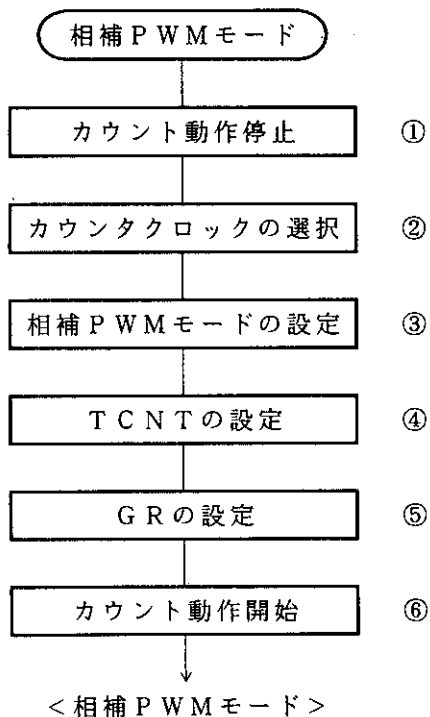 相補PWMモード
カウント動作停止 ①
カウンタクロックの選択 ②
相補PWMモードの設定 ③
TCNTの設定 ④
GRの設定 ⑤
カウント動作開始 ⑥
<相補PWMモード>